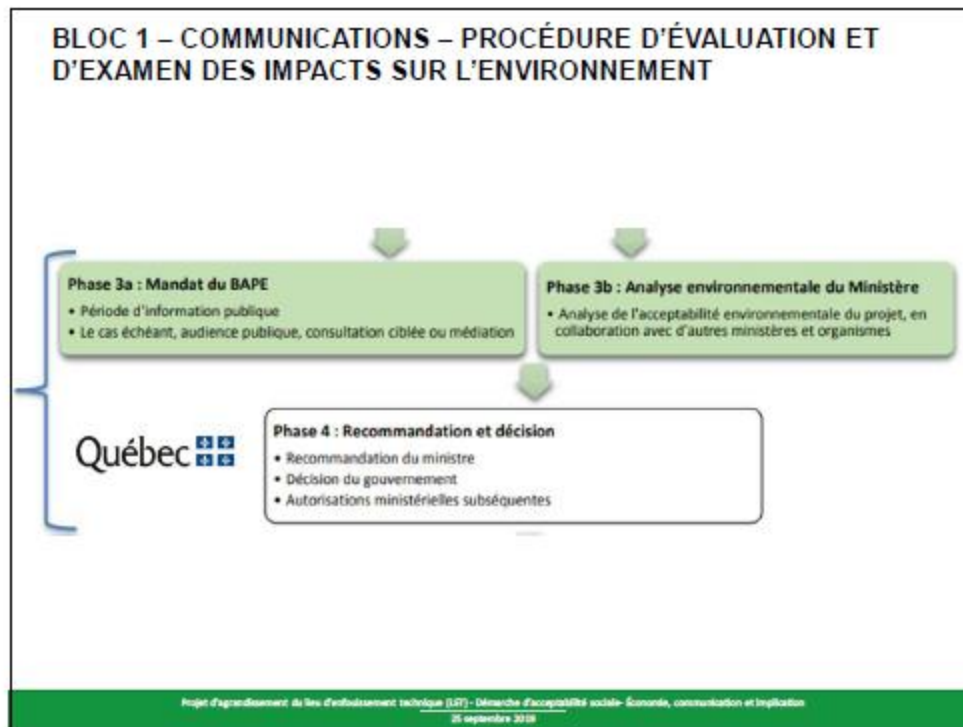 BLOC 1 – COMMUNICATIONS – PROCÉDURE D'ÉVALUATION ET
D'EXAMEN DES IMPACTS SUR L'ENVIRONNEMENT
Phase 3a : Mandat du BAPE
• Période d'information publique
• Le cas échéant, audience publique, consultation ciblée ou médiation
Phase 3b : Analyse environnementale du Ministère
• Analyse de l'acceptabilité environnementale du projet, en
collaboration avec d'autres ministères et organismes
Québec
Phase 4 : Recommandation et décision
• Recommandation du ministre
• Décision du gouvernement
• Autorisations ministérielles subséquentes
Projet d'agrandissement du lieu d'enfouissement technique (LET) - Démarche d'acceptabilité sociale- Économie, communication et implication
25 septembre 2019